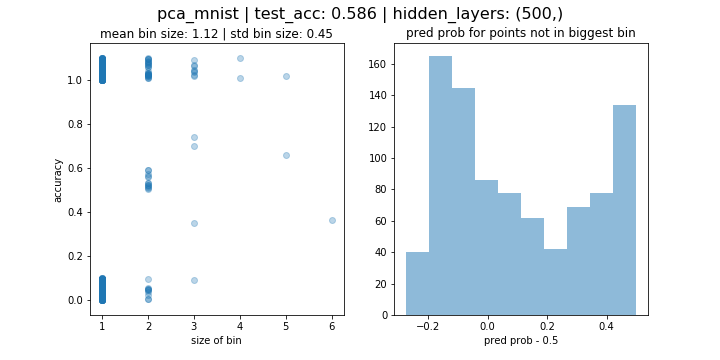 pca_mnist | test_acc: 0.586 | hidden_layers: (500,)
mean bin size: 1.12 | std bin size: 0.45
pred prob for points not in biggest bin
accuracy
1.0
0.8
0.6
0.4
0.2
0.0
1 2 3 4 5 6
size of bin
160
140
120
100
80
60
40
20
0
−0.2 0.0 0.2 0.4
pred prob - 0.5